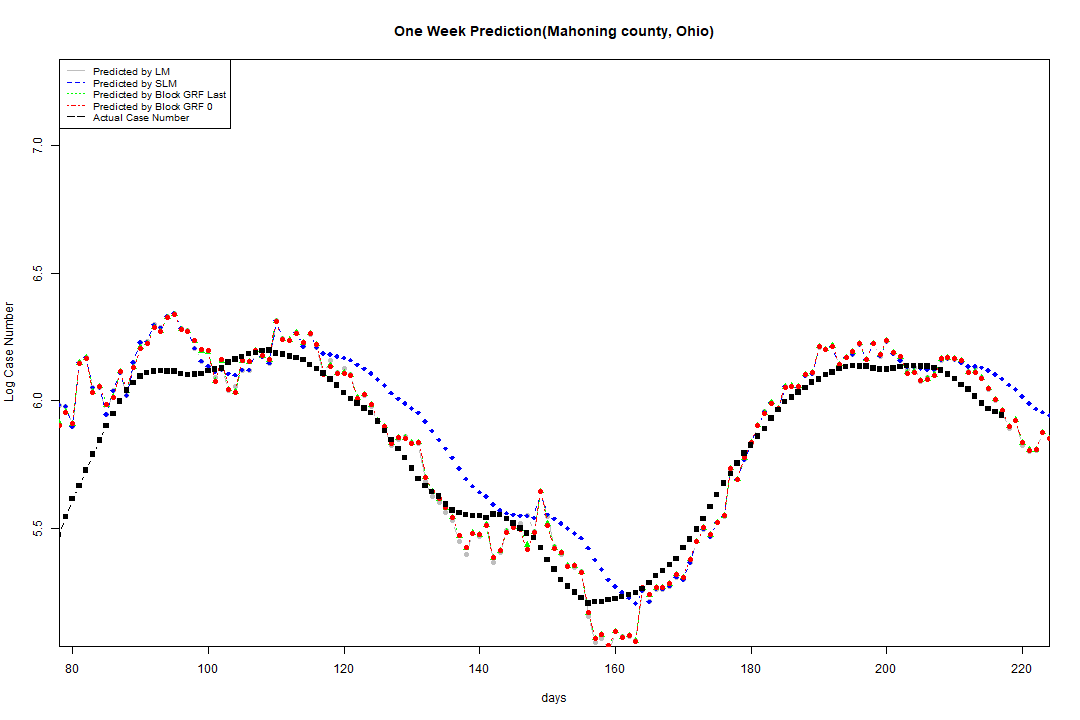 One Week Prediction(Mahoning county, Ohio)
Predicted by LM
Predicted by SLM
Predicted by Block GRF Last
Predicted by Block GRF 0
Actual Case Number
7.0
6.5
6.0
5.5
Log Case Number
80 100 120 140 160 180 200 220
days